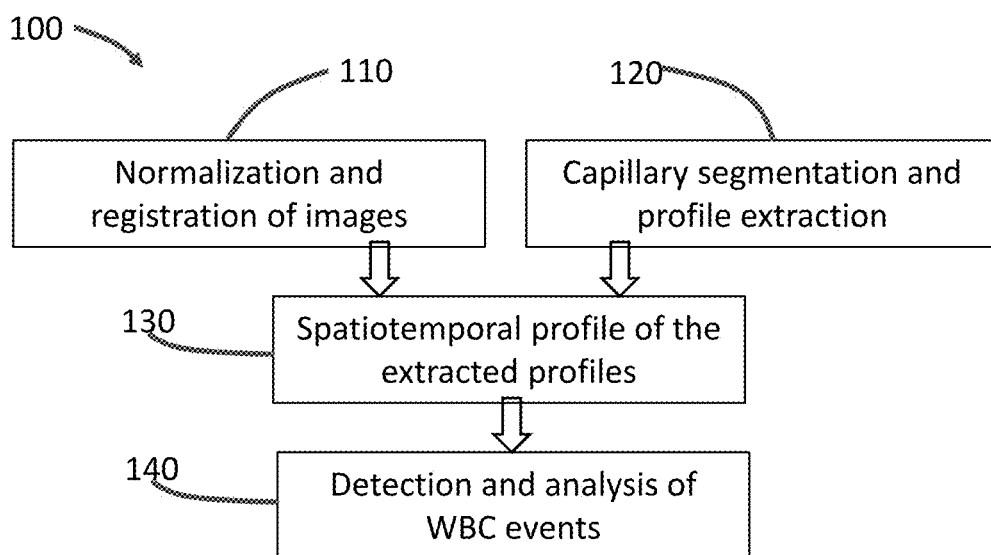 100
110
120
Normalization and
registration of images
Capillary segmentation and
profile extraction
130
Spatiotemporal profile of the
extracted profiles
140
Detection and analysis of
WBC events